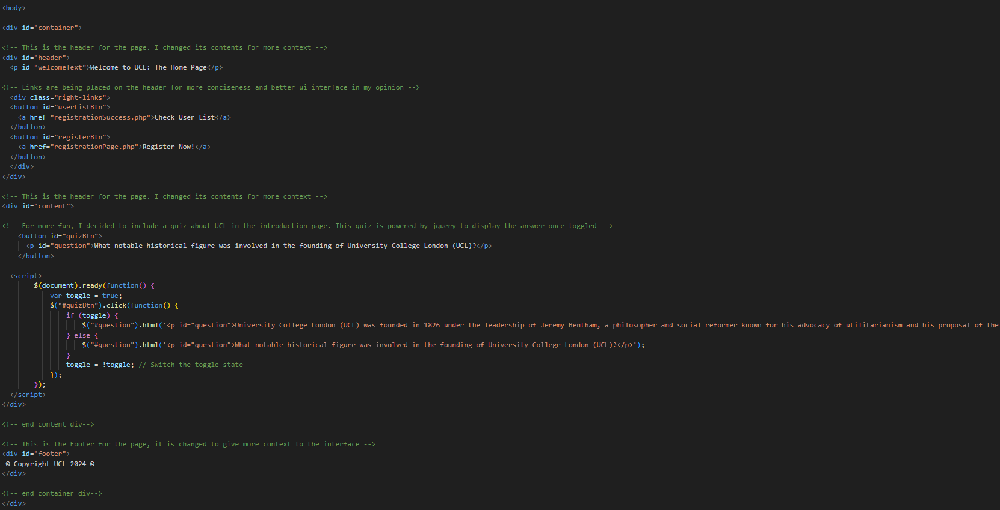 <body>
<div id="container">
<!-- This is the header for the page. I changed its contents for more context -->
<div id="header">
<p id="welcomeText">Welcome to UCL: The Home Page</p>
<!-- Links are being placed on the header for more conciseness and better ui interface in my opinion -->
<div class="right-links">
<button id="userListBtn">
<a href="registrationSuccess.php">Check User List</a>
</button>
<button id="registerBtn">
<a href="registrationPage.php">Register Now!</a>
</button>
</div>
</div>
<!-- This is the header for the page. I changed its contents for more context -->
<div id="content">
<!-- For more fun, I decided to include a quiz about UCL in the introduction page. This quiz is powered by jquery to display the answer once toggled -->
<button id="quizBtn">
<p id="question">What notable historical figure was involved in the founding of University College London (UCL)?</p>
</button>
<script>
$(document).ready(function() {
var toggle = true;
$("#quizBtn").click(function() {
if (toggle) {
$("#question").html('<p id="question">University College London (UCL) was founded in 1826 under the leadership of Jeremy Bentham, a philosopher and social reformer known for his advocacy of utilitarianism and his proposal of the
} else {
$("#question").html('<p id="question">What notable historical figure was involved in the founding of University College London (UCL)?</p>');
}
toggle = !toggle; // Switch the toggle state
});
});
</script>
</div>
<!-- end content div-->
<!-- This is the Footer for the page, it is changed to give more context to the interface -->
<div id="footer">
© Copyright UCL 2024 ©
</div>
<!-- end container div-->
</div>